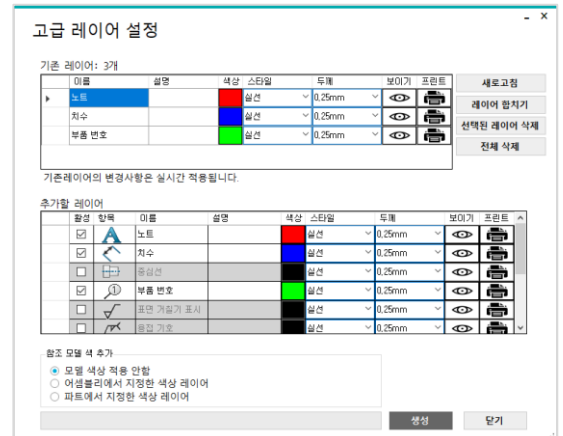 고급 레이어 설정
기존 레이어: 3개
이름 설명 색상 스타일 두께 보이기 프린트
노트 실선 0,25mm
치수 실선 0,25mm
부품 번호 실선 0,25mm
새로고침
레이어 합치기
선택된 레이어 삭제
전체 삭제
기존레이어의 변경사항은 실시간 적용됩니다.
추가할 레이어
활성 항목 이름 설명 색상 스타일 두께 보이기 프린트
A 노트 실선 0,25mm
치수 실선 0,25mm
중심선 실선 0,25mm
1 부품 번호 실선 0,25mm
표면 거칠기 표시 실선 0,25mm
용접 기호 실선 0,25mm
참조 모델 색 추가
모델 색상 적용 안함
어셈블리에서 지정한 색상 레이어
파트에서 지정한 색상 레이어
생성 닫기